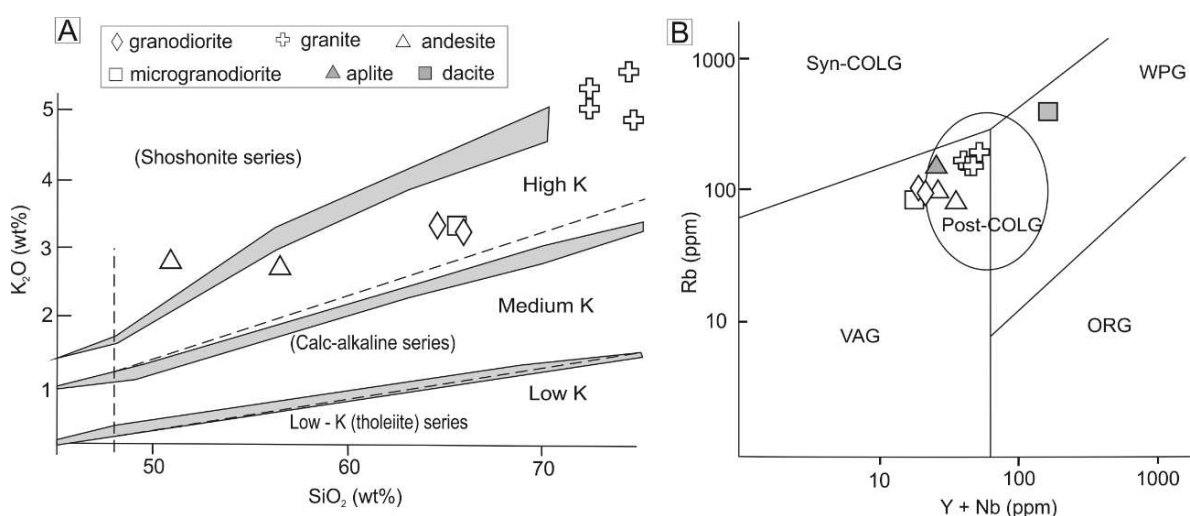 A
granodiorite granite andesite
microgranodiorite aplite dacite
K₂O (wt%)
5
4
3
2
1
(Shoshonite series)
High K
Medium K
(Calc-alkaline series)
Low K
Low - K (tholeiite) series
50 60 70
SiO₂ (wt%)
B
Rb (ppm)
1000
100
10
Syn-COLG
WPG
Post-COLG
VAG
ORG
10 100 1000
Y + Nb (ppm)